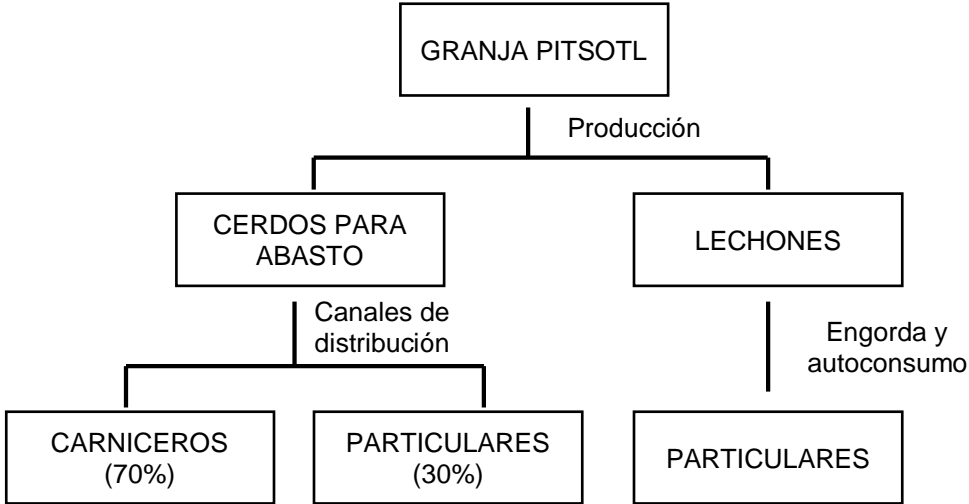 GRANJA PITSOTL
Producción
CERDOS PARA
ABASTO
LECHONES
Canales de
distribución
Engorda y
autoconsumo
CARNICEROS
(70%)
PARTICULARES
(30%)
PARTICULARES